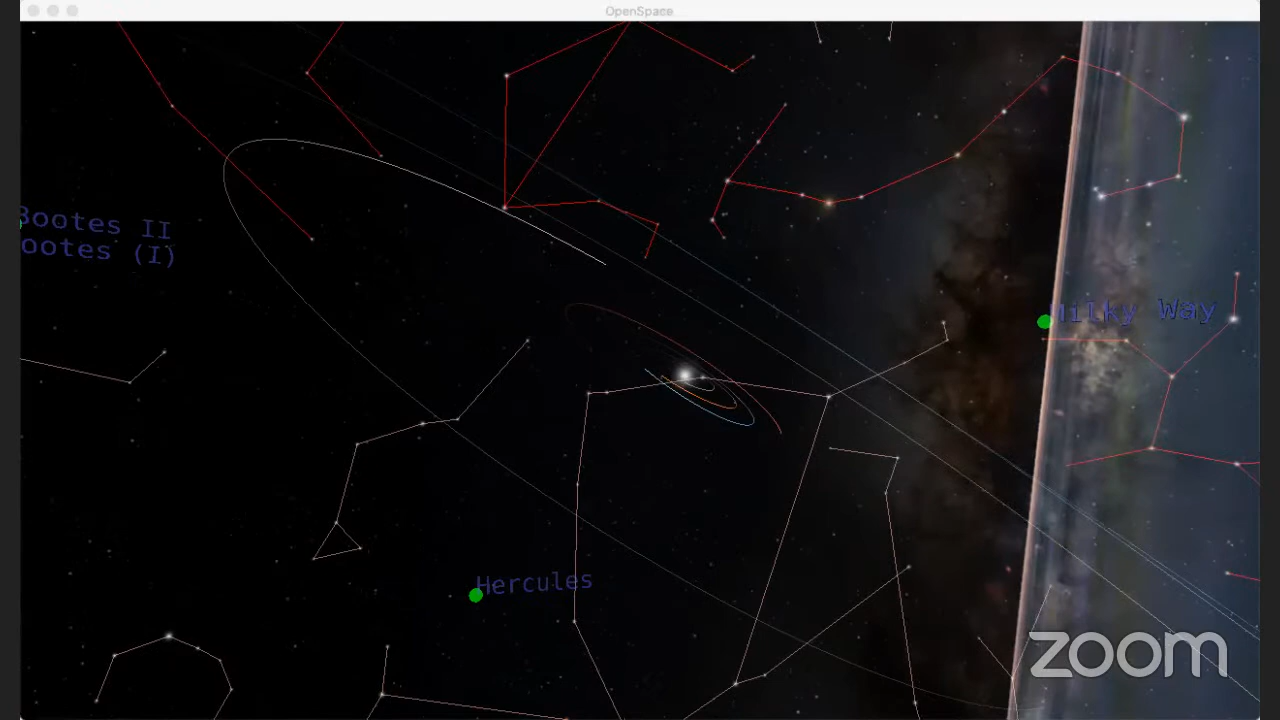 OpenSpace
Bootes II
ootes (I)
Milky Way
Hercules
zoom